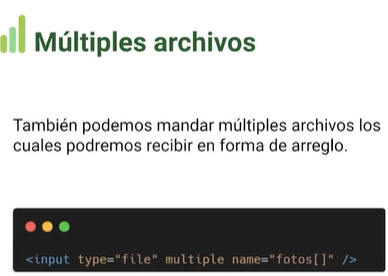 Múltiples archivos
También podemos mandar múltiples archivos los
cuales podremos recibir en forma de arreglo.
<input type="file" multiple name="fotos[]" />